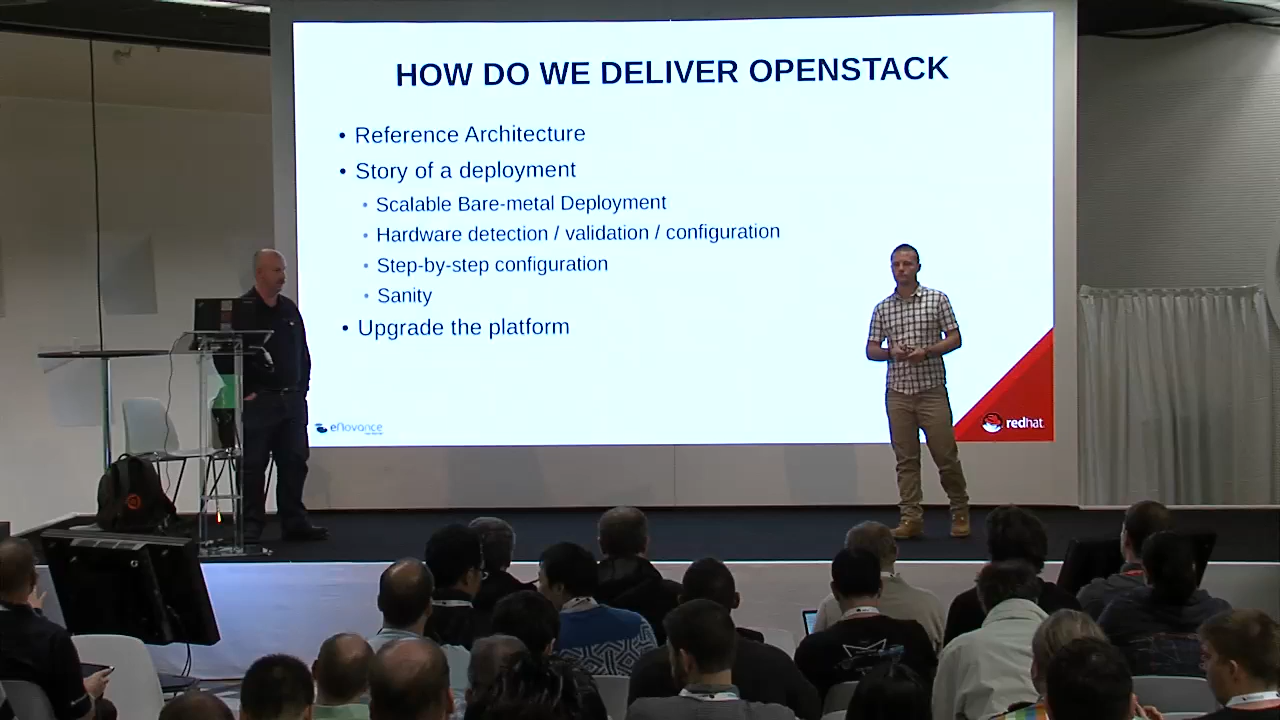 HOW DO WE DELIVER OPENSTACK
• Reference Architecture
• Story of a deployment
• Scalable Bare-metal Deployment
• Hardware detection / validation / configuration
• Step-by-step configuration
• Sanity
• Upgrade the platform
eNovance
redhat